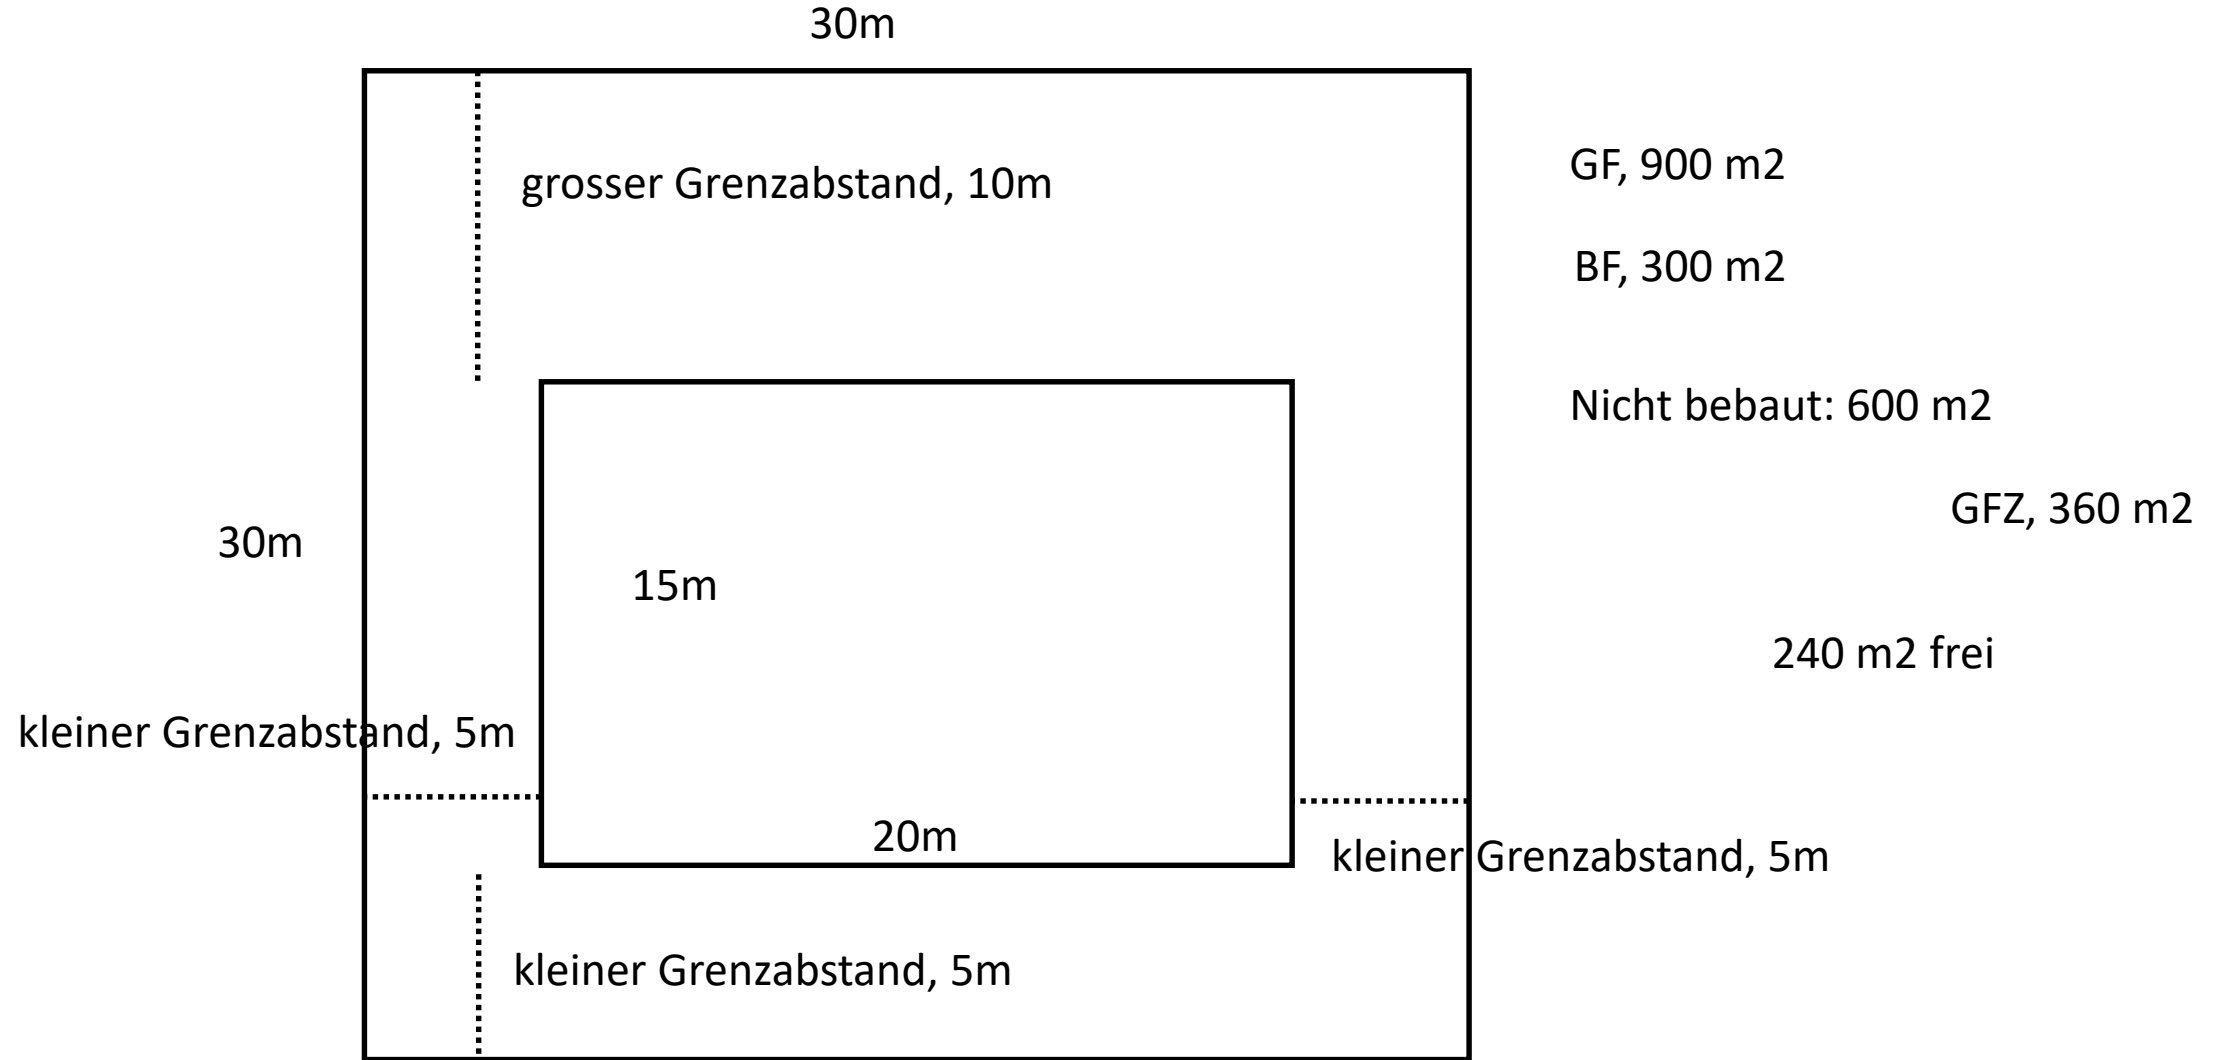 30m
grosser Grenzabstand, 10m
GF, 900 m2
BF, 300 m2
Nicht bebaut: 600 m2
GFZ, 360 m2
30m
15m
240 m2 frei
kleiner Grenzabstand, 5m
20m
kleiner Grenzabstand, 5m
kleiner Grenzabstand, 5m